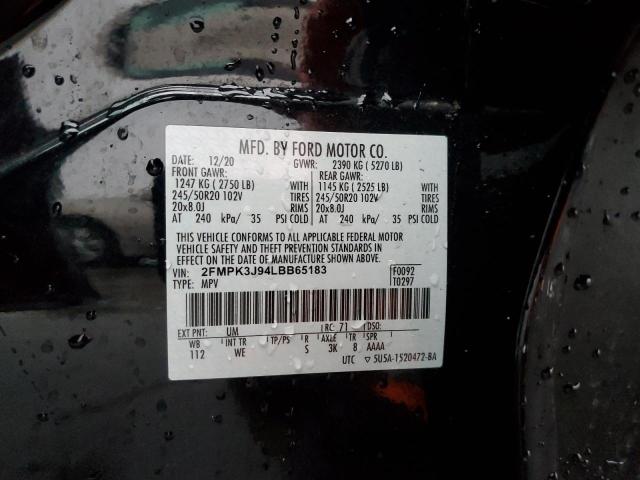 MFD. BY FORD MOTOR CO.
DATE: 12/20 GVWR: 2390 KG ( 5270 LB)
FRONT GAWR: REAR GAWR:
1247 KG ( 2750 LB) WITH 1145 KG ( 2525 LB) WITH
245/50R20 102V TIRES 245/50R20 102V TIRES
20x8.0J RIMS 20x8.0J RIMS
AT 240 kPa/ 35 PSI COLD AT 240 kPa/ 35 PSI COLD
THIS VEHICLE CONFORMS TO ALL APPLICABLE FEDERAL MOTOR
VEHICLE SAFETY AND THEFT PREVENTION STANDARDS IN
EFFECT ON THE DATE OF MANUFACTURE SHOWN ABOVE.
VIN: 2FMPK3J94LBB65183 F0092
TYPE: MPV T0297
EXT PNT: UM RC: 71 DSO:
WB INT TR TP/PS R AXLE TR SPR
112 WE S 3K 8 AAAA
UTC ▽ 5U5A-1520472-BA